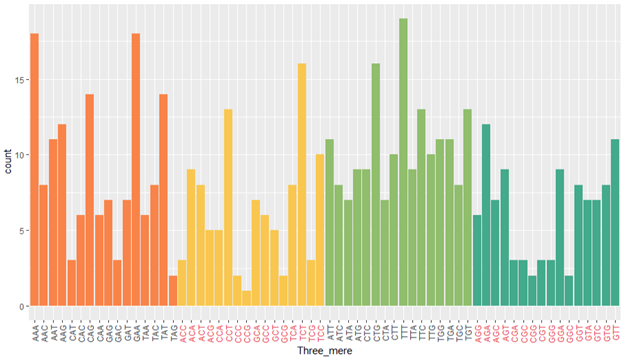 15
10
5
0
count
AAA AAC AAT AAG CAT CAC CAG CAA GAG GAC GAT GAA TAA TAC TAT TAG ACC ACA ACT ACG CCA CCT CCC CCG GCA GCC GCT GCG TCA TCT TCG TCC ATT ATC ATA ATG CTC CTG CTA CTT TTT TTA TTC TTG TGG TGA TGC TGT AGG AGA AGC AGT CGA CGC CGG CGT GGG GGA GGC GGT GTA GTC GTG GTT
Three_mere